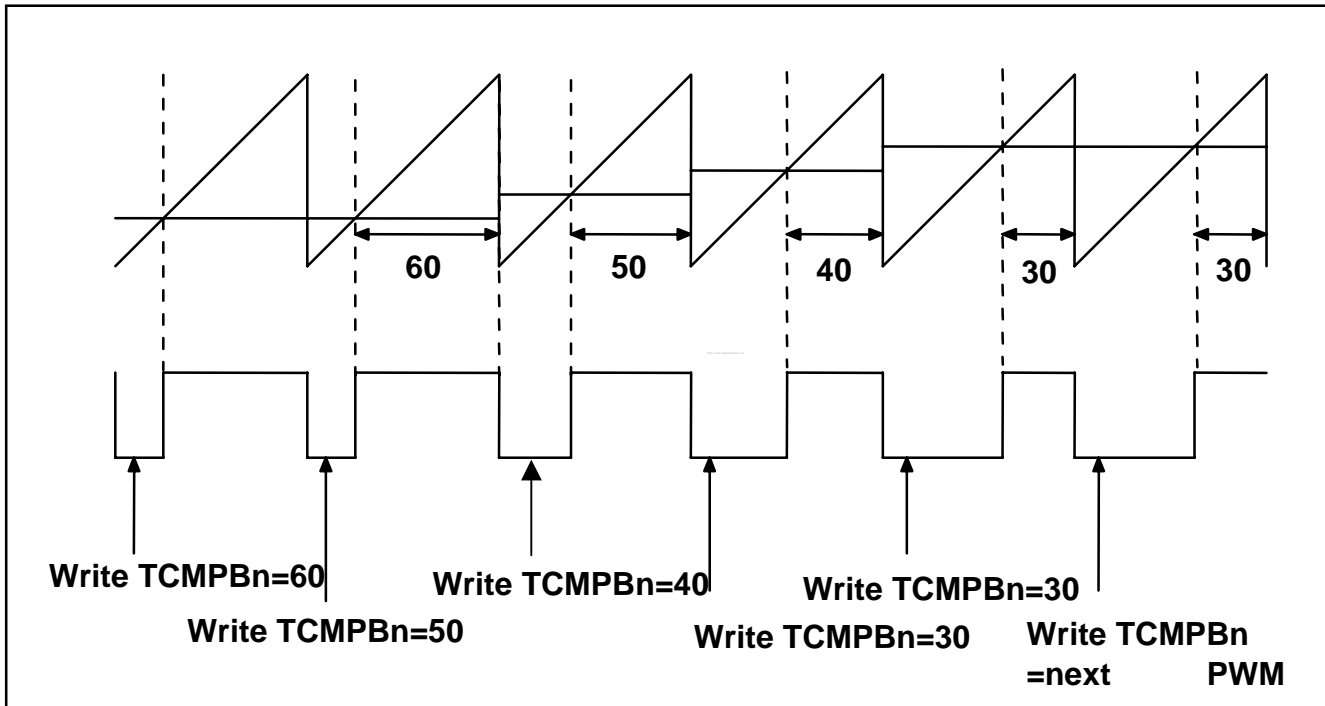 60
50
40
30
30
Write TCMPBn=60
Write TCMPBn=50
Write TCMPBn=40
Write TCMPBn=30
Write TCMPBn=30
Write TCMPBn
=next PWM